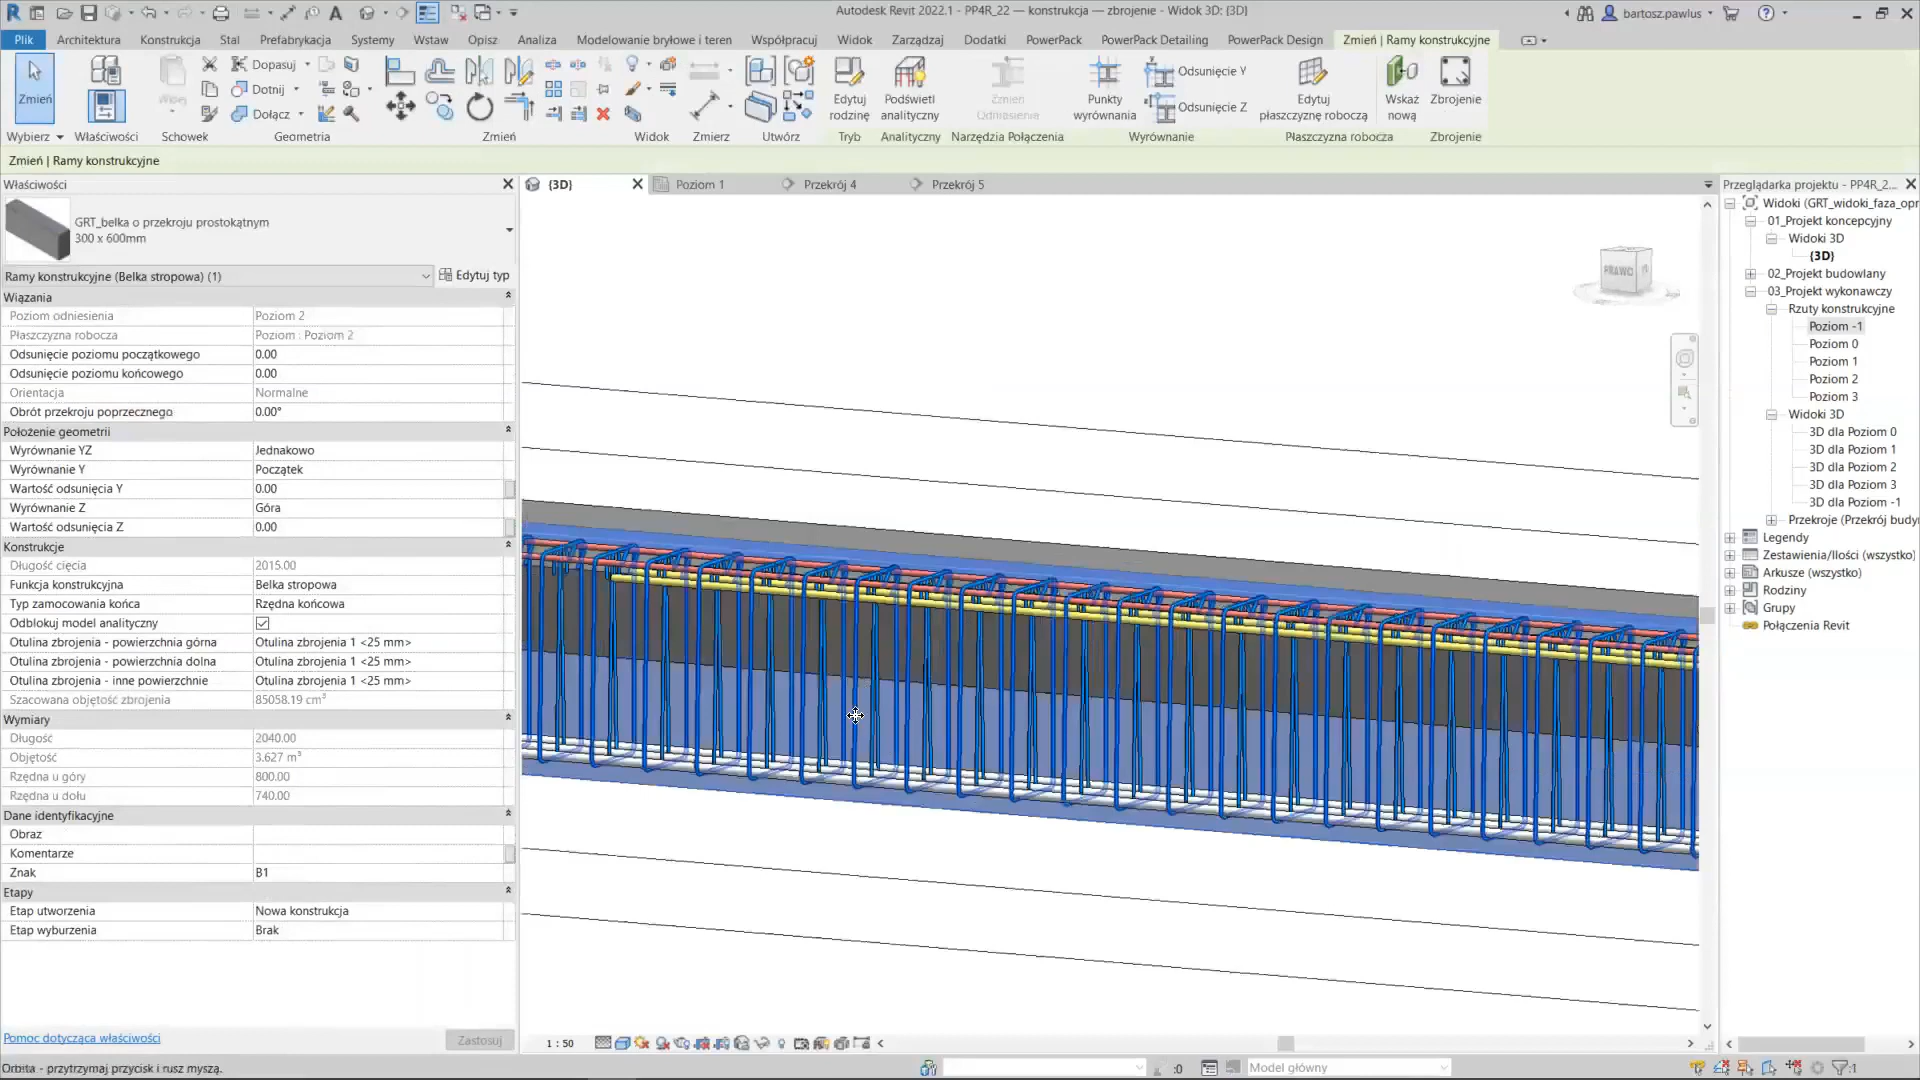 Autodesk Revit 2022.1 - PP4R_22 — konstrukcja — zbrojenie - Widok 3D: {3D}
bartosz.pawlus
Plik Architektura Konstrukcja Stal Prefabrykacja Systemy Wstaw Opisz Analiza Modelowanie bryłowe i teren Współpracuj Widok Zarządzaj Dodatki PowerPack PowerPack Detailing PowerPack Design Zmień | Ramy konstrukcyjne
Zmień
Wklej
Dopasuj
Dotnij
Dołącz
Edytuj rodzinę
Podświetl analityczny
Zmień Odniesienie
Punkty wyrównania
Odsunięcie Y
Odsunięcie Z
Edytuj płaszczyznę roboczą
Wskaż nową
Zbrojenie
Wybierz Właściwości Schowek Geometria Zmień Widok Zmierz Utwórz Tryb Analityczny Narzędzia Połączenia Wyrównanie Płaszczyzna robocza Zbrojenie
Zmień | Ramy konstrukcyjne
Właściwości
GRT_belka o przekroju prostokątnym
300 x 600mm
Ramy konstrukcyjne (Belka stropowa) (1) Edytuj typ
Wiązania
Poziom odniesienia Poziom 2
Płaszczyzna robocza Poziom : Poziom 2
Odsunięcie poziomu początkowego 0.00
Odsunięcie poziomu końcowego 0.00
Orientacja Normalne
Obrót przekroju poprzecznego 0.00°
Położenie geometrii
Wyrównanie YZ Jednakowo
Wyrównanie Y Początek
Wartość odsunięcia Y 0.00
Wyrównanie Z Góra
Wartość odsunięcia Z 0.00
Konstrukcje
Długość cięcia 2015.00
Funkcja konstrukcyjna Belka stropowa
Typ zamocowania końca Rzędna końcowa
Odblokuj model analityczny
Otulina zbrojenia - powierzchnia górna Otulina zbrojenia 1 <25 mm>
Otulina zbrojenia - powierzchnia dolna Otulina zbrojenia 1 <25 mm>
Otulina zbrojenia - inne powierzchnie Otulina zbrojenia 1 <25 mm>
Szacowana objętość zbrojenia 85058.19 cm³
Wymiary
Długość 2040.00
Objętość 3.627 m³
Rzędna u góry 800.00
Rzędna u dołu 740.00
Dane identyfikacyjne
Obraz
Komentarze
Znak B1
Etapy
Etap utworzenia Nowa konstrukcja
Etap wyburzenia Brak
Pomoc dotycząca właściwości Zastosuj
{3D} Poziom 1 Przekrój 4 Przekrój 5
PRAWO
1 : 50
Przeglądarka projektu - PP4R_2...
Widoki (GRT_widoki_faza_opr
01_Projekt koncepcyjny
Widoki 3D
{3D}
02_Projekt budowlany
03_Projekt wykonawczy
Rzuty konstrukcyjne
Poziom -1
Poziom 0
Poziom 1
Poziom 2
Poziom 3
Widoki 3D
3D dla Poziom 0
3D dla Poziom 1
3D dla Poziom 2
3D dla Poziom 3
3D dla Poziom -1
Przekroje (Przekrój budy
Legendy
Zestawienia/Ilości (wszystko)
Arkusze (wszystko)
Rodziny
Grupy
Połączenia Revit
Orbita - przytrzymaj przycisk i rusz myszą.
:0
Model główny
:1